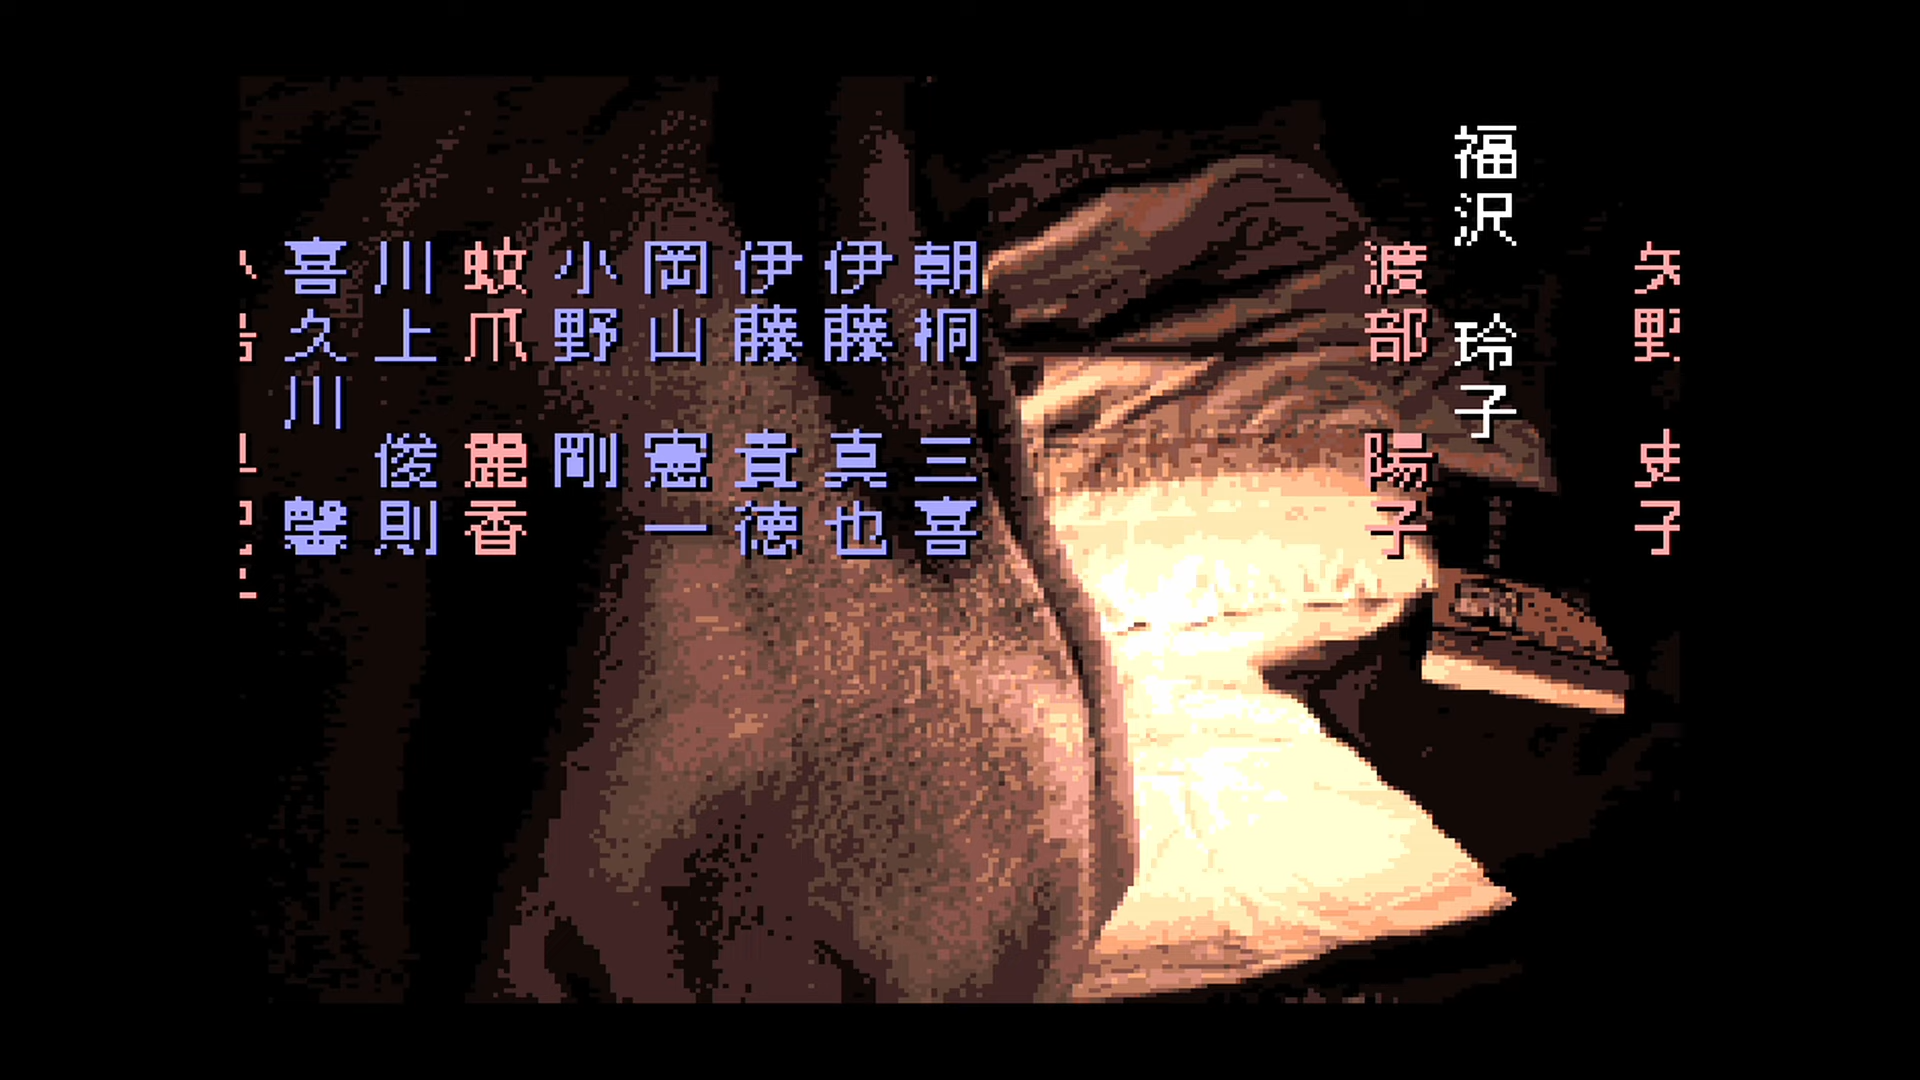 矢野 史子
福沢 玲子
渡部 陽子
朝桐 三喜
伊藤 真也
伊藤 貴徳
岡山 憲一
小野 剛
蚊爪 麗香
川上 俊則
喜久川 馨